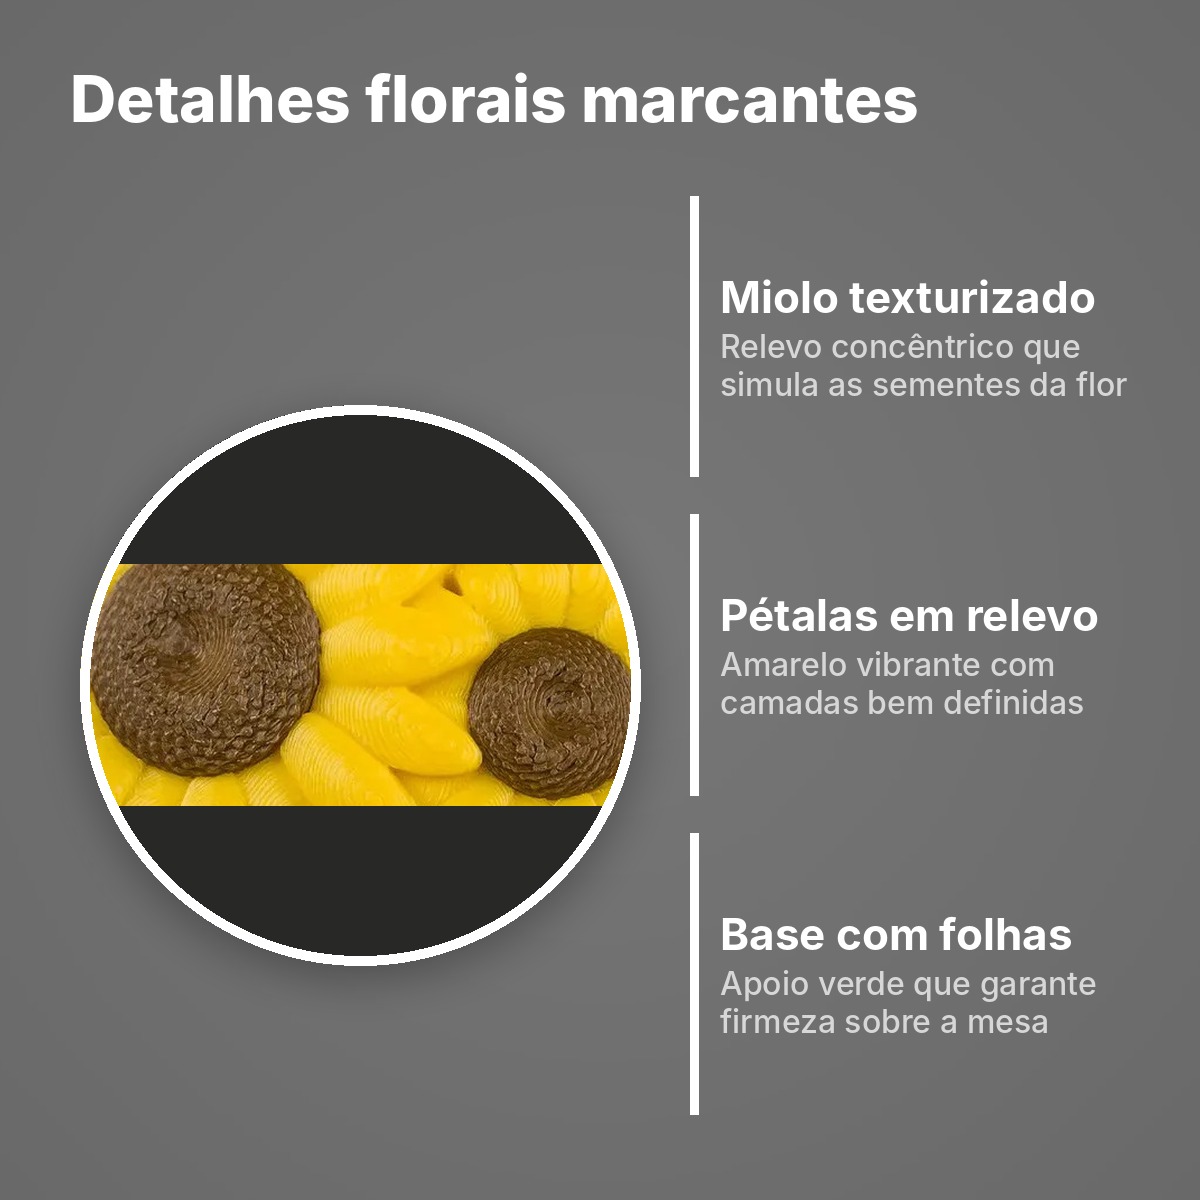 Detalhes florais marcantes
Miolo texturizado
Relevo concêntrico que
simula as sementes da flor
Pétalas em relevo
Amarelo vibrante com
camadas bem definidas
Base com folhas
Apoio verde que garante
firmeza sobre a mesa